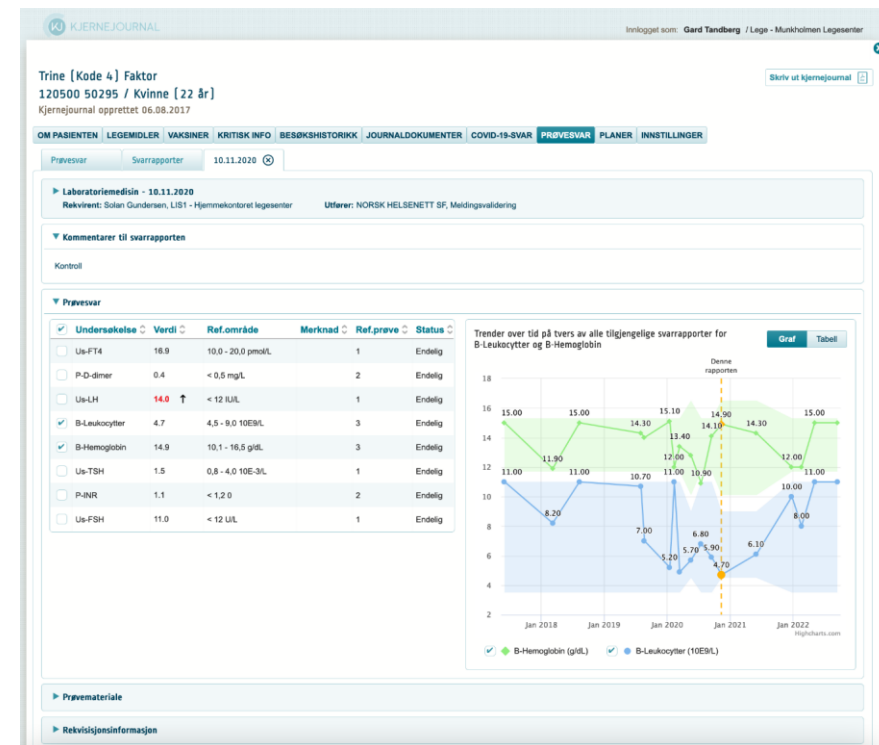 KJ KJERNEJOURNAL
Innlogget som: Gard Tandberg / Lege - Munkholmen Legesenter
Trine (Kode 4) Faktor
120500 50295 / Kvinne (22 år)
Kjernejournal opprettet 06.08.2017
Skriv ut kjernejournal
OM PASIENTEN LEGEMIDLER VAKSINER KRITISK INFO BESØKSHISTORIKK JOURNALDOKUMENTER COVID-19-SVAR PRØVESVAR PLANER INNSTILLINGER
Prøvesvar Svarrapporter 10.11.2020
Laboratoriemedisin - 10.11.2020
Rekvirent: Solan Gundersen, LIS1 - Hjemmekontoret legesenter Utfører: NORSK HELSENETT SF, Meldingsvalidering
Kommentarer til svarrapporten
Kontroll
Prøvesvar
Undersøkelse Verdi Ref.område Merknad Ref.prøve Status
Us-FT4 16.9 10,0 - 20,0 pmol/L 1 Endelig
P-D-dimer 0.4 < 0,5 mg/L 2 Endelig
Us-LH 14.0 ↑ < 12 IU/L 1 Endelig
B-Leukocytter 4.7 4,5 - 9,0 10E9/L 3 Endelig
B-Hemoglobin 14.9 10,1 - 16,5 g/dL 3 Endelig
Us-TSH 1.5 0,8 - 4,0 10E-3/L 1 Endelig
P-INR 1.1 < 1,2 0 2 Endelig
Us-FSH 11.0 < 12 U/L 1 Endelig
Trender over tid på tvers av alle tilgjengelige svarrapporter for
B-Leukocytter og B-Hemoglobin
Graf Tabell
Denne
rapporten
18
16
15.00 15.00 14.30 15.10 14.10 14.90 14.30 15.00
14
11.90 13.40
12.00 12.00
12
11.00 11.00 10.70 11.00 10.90 11.00
10
10.00
8.20 8.00
8
7.00 6.80
6
5.20 5.70 5.90 6.10
4.70
4
2
Jan 2018 Jan 2019 Jan 2020 Jan 2021 Jan 2022
Highcharts.com
B-Hemoglobin (g/dL) B-Leukocytter (10E9/L)
Prøvemateriale
Rekvisisjonsinformasjon